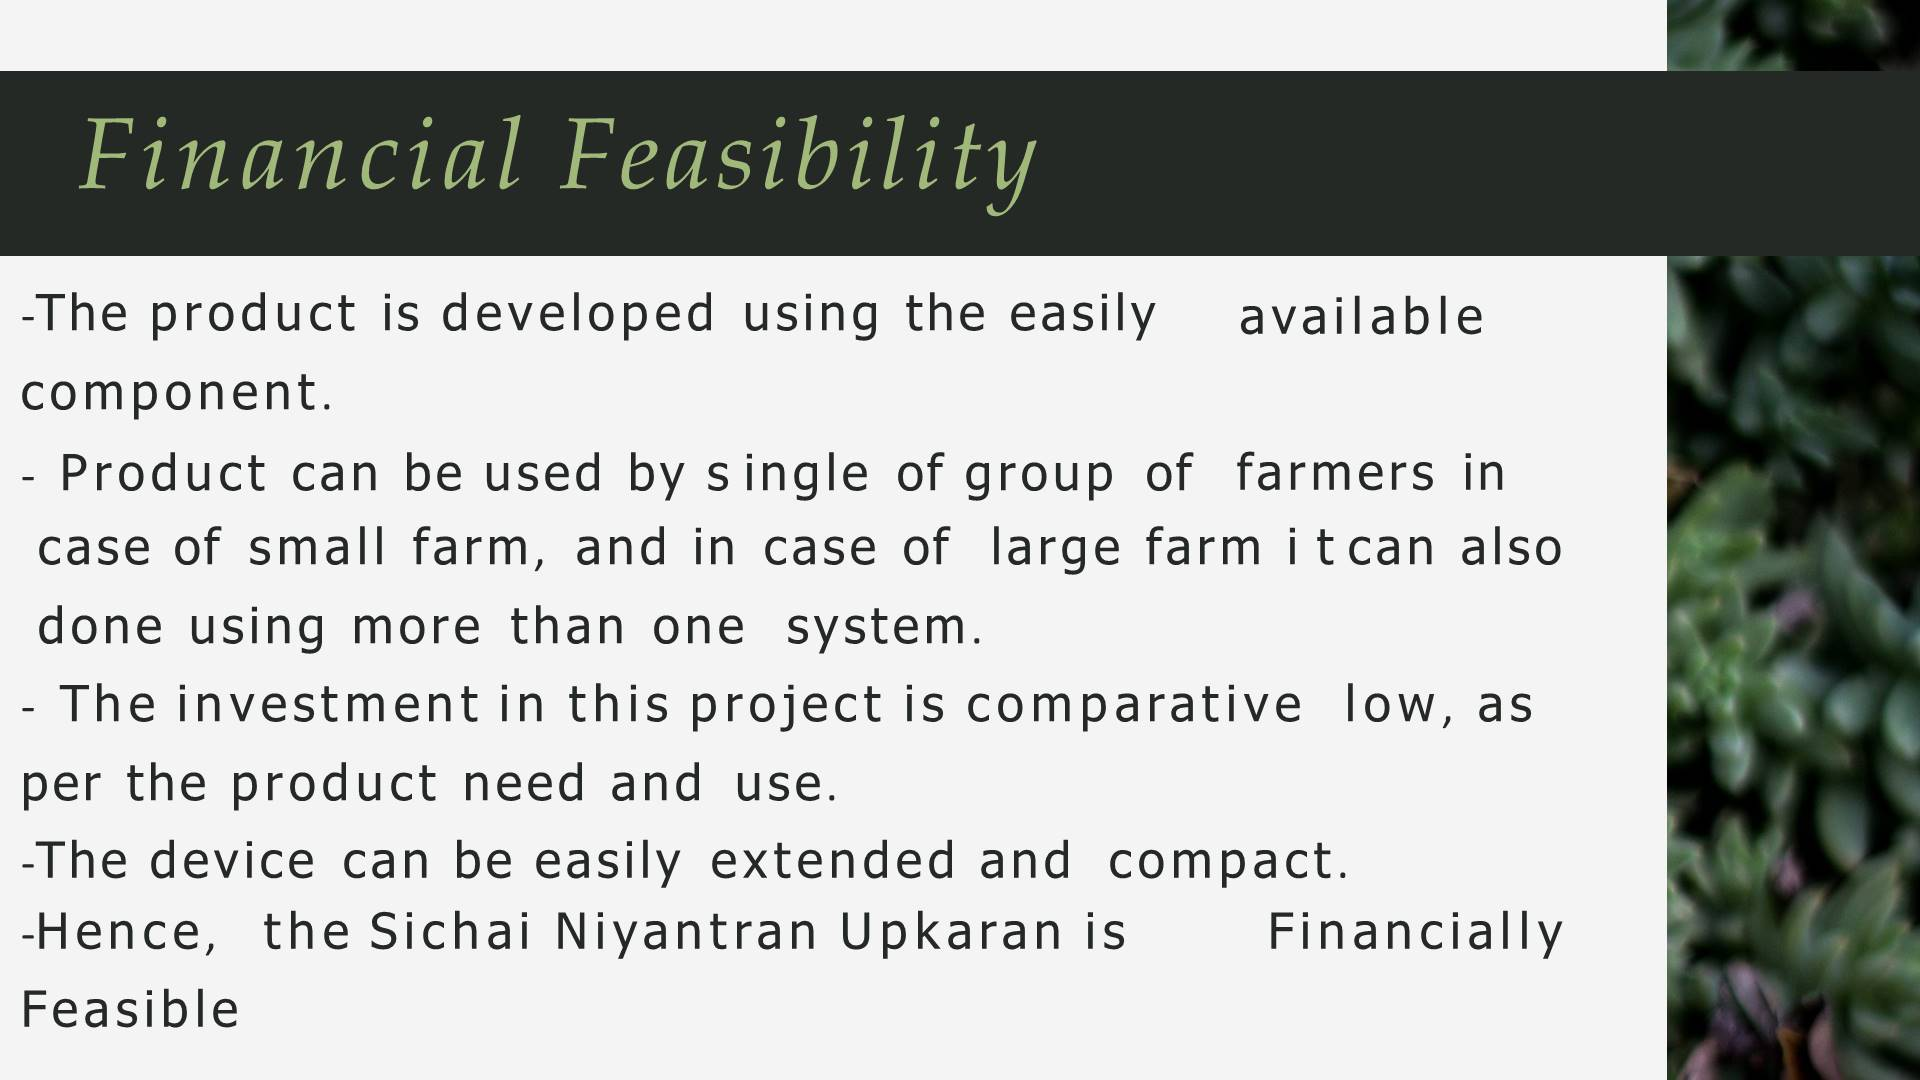 Financial Feasibility
-The product is developed using the easily available
component.
- Product can be used by single of group of farmers in
case of small farm, and in case of large farm it can also
done using more than one system.
- The investment in this project is comparative low, as
per the product need and use.
-The device can be easily extended and compact.
-Hence, the Sichai Niyantran Upkaran is Financially
Feasible